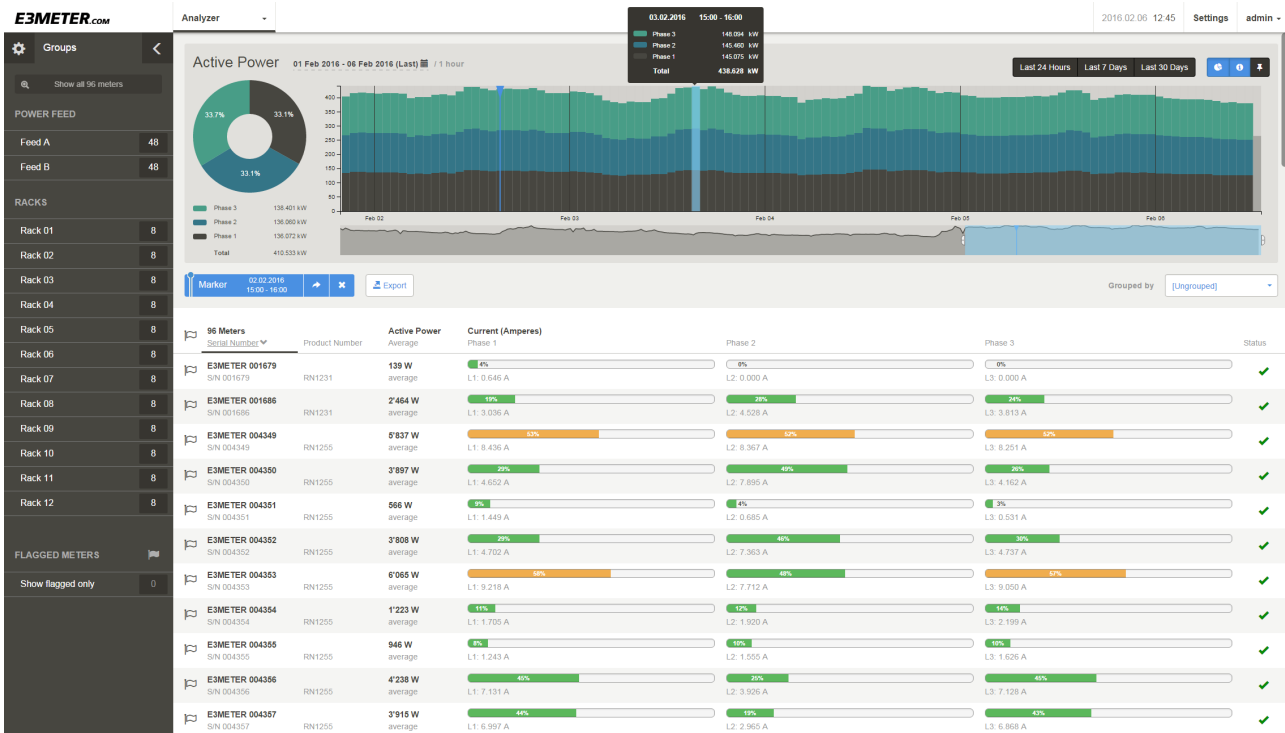 E3METER.COM
Analyzer
2016.02.06 12:45 Settings admin
Groups
Show all 96 meters
POWER FEED
Feed A 48
Feed B 48
RACKS
Rack 01 8
Rack 02 8
Rack 03 8
Rack 04 8
Rack 05 8
Rack 06 8
Rack 07 8
Rack 08 8
Rack 09 8
Rack 10 8
Rack 11 8
Rack 12 8
FLAGGED METERS
Show flagged only 0
03.02.2016 15:00 - 16:00
Phase 3 148.094 kW
Phase 2 145.460 kW
Phase 1 145.075 kW
Total 438.628 kW
Active Power 01 Feb 2016 - 06 Feb 2016 (Last) / 1 hour
Last 24 Hours Last 7 Days Last 30 Days
33.7% 33.1%
33.1%
Phase 3 138.401 kW
Phase 2 136.060 kW
Phase 1 136.072 kW
Total 410.533 kW
400
350
300
250
200
150
100
50
0
Feb 02 Feb 03 Feb 04 Feb 05 Feb 06
Marker 02.02.2016
15:00 - 16:00
Export
Grouped by [Ungrouped]
96 Meters Active Power Current (Amperes)
Serial Number Product Number Average Phase 1 Phase 2 Phase 3 Status
E3METER 001679 139 W 4% 0% 0%
S/N 001679 RN1231 average L1: 0.646 A L2: 0.000 A L3: 0.000 A
E3METER 001686 2'464 W 19% 28% 24%
S/N 001686 RN1231 average L1: 3.036 A L2: 4.528 A L3: 3.813 A
E3METER 004349 5'837 W 53% 52% 52%
S/N 004349 RN1255 average L1: 8.436 A L2: 8.367 A L3: 8.251 A
E3METER 004350 3'897 W 29% 49% 26%
S/N 004350 RN1255 average L1: 4.652 A L2: 7.895 A L3: 4.162 A
E3METER 004351 566 W 9% 4% 3%
S/N 004351 RN1255 average L1: 1.449 A L2: 0.685 A L3: 0.531 A
E3METER 004352 3'808 W 29% 46% 30%
S/N 004352 RN1255 average L1: 4.702 A L2: 7.363 A L3: 4.737 A
E3METER 004353 6'065 W 58% 48% 57%
S/N 004353 RN1255 average L1: 9.218 A L2: 7.712 A L3: 9.050 A
E3METER 004354 1'223 W 11% 12% 14%
S/N 004354 RN1255 average L1: 1.705 A L2: 1.920 A L3: 2.199 A
E3METER 004355 946 W 8% 10% 10%
S/N 004355 RN1255 average L1: 1.243 A L2: 1.555 A L3: 1.626 A
E3METER 004356 4'238 W 45% 25% 45%
S/N 004356 RN1255 average L1: 7.131 A L2: 3.926 A L3: 7.128 A
E3METER 004357 3'915 W 44% 19% 43%
S/N 004357 RN1255 average L1: 6.997 A L2: 2.965 A L3: 6.868 A